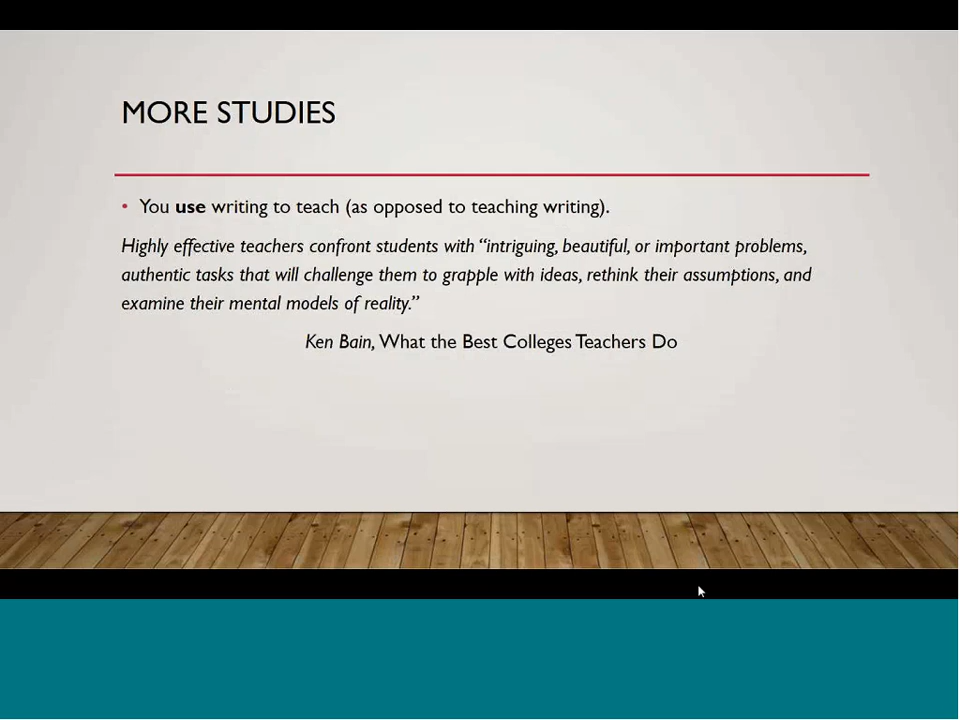 MORE STUDIES
• You use writing to teach (as opposed to teaching writing).
Highly effective teachers confront students with “intriguing, beautiful, or important problems,
authentic tasks that will challenge them to grapple with ideas, rethink their assumptions, and
examine their mental models of reality.”
Ken Bain, What the Best Colleges Teachers Do